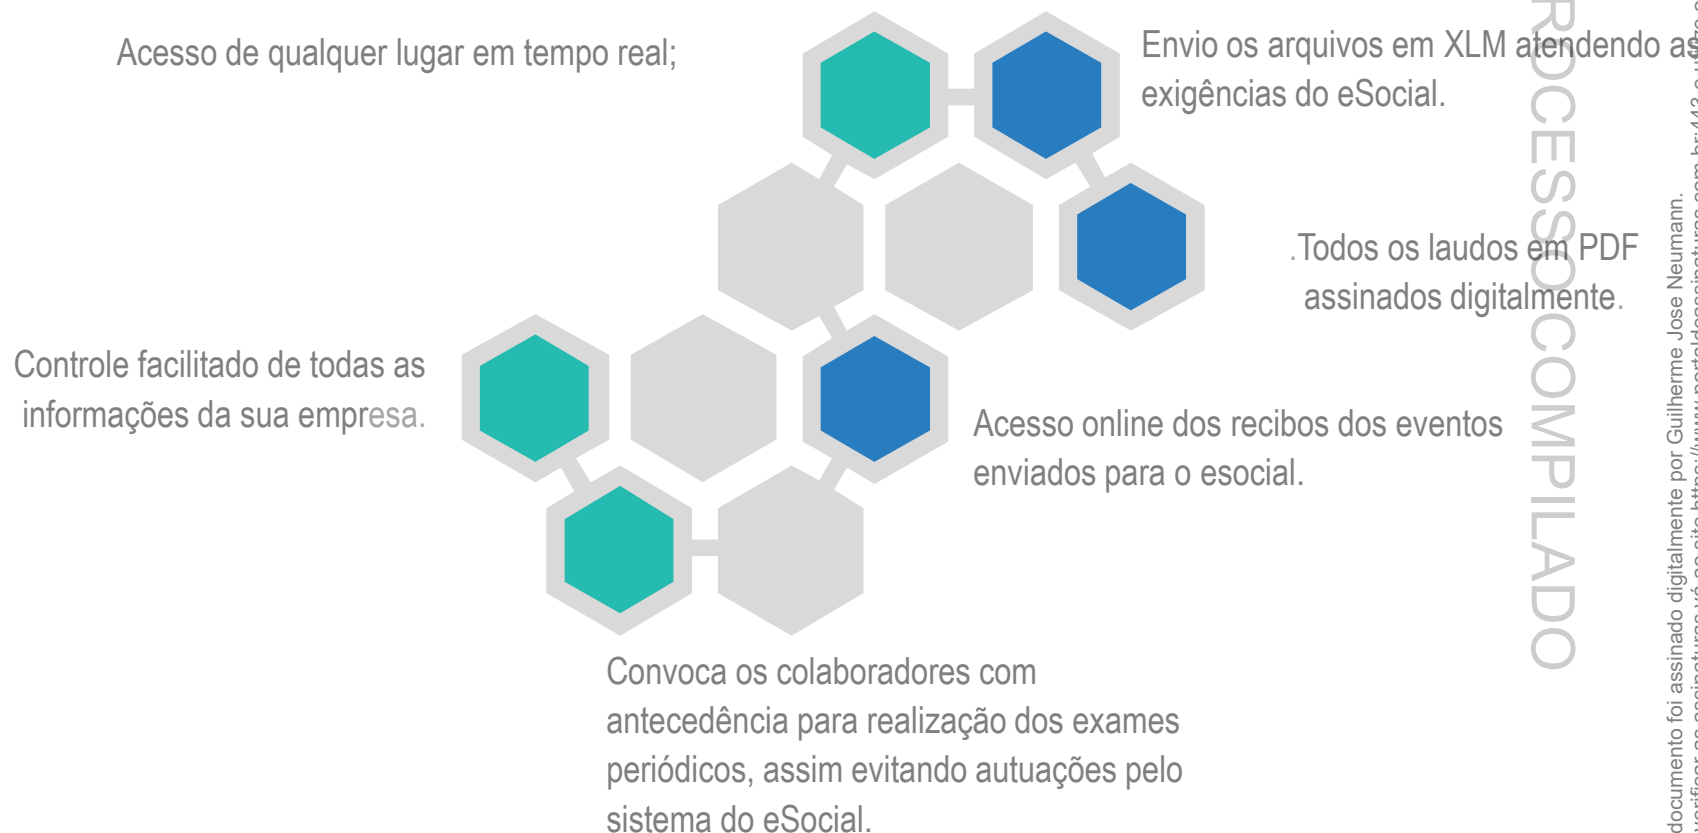 Acesso de qualquer lugar em tempo real;
Envio os arquivos em XLM atendendo as
exigências do eSocial.
.Todos os laudos em PDF
assinados digitalmente.
Controle facilitado de todas as
informações da sua empresa.
Acesso online dos recibos dos eventos
enviados para o esocial.
Convoca os colaboradores com
antecedência para realização dos exames
periódicos, assim evitando autuações pelo
sistema do eSocial.
ROCESSO COMPILADO
documento foi assinado digitalmente por Guilherme Jose Neumann.